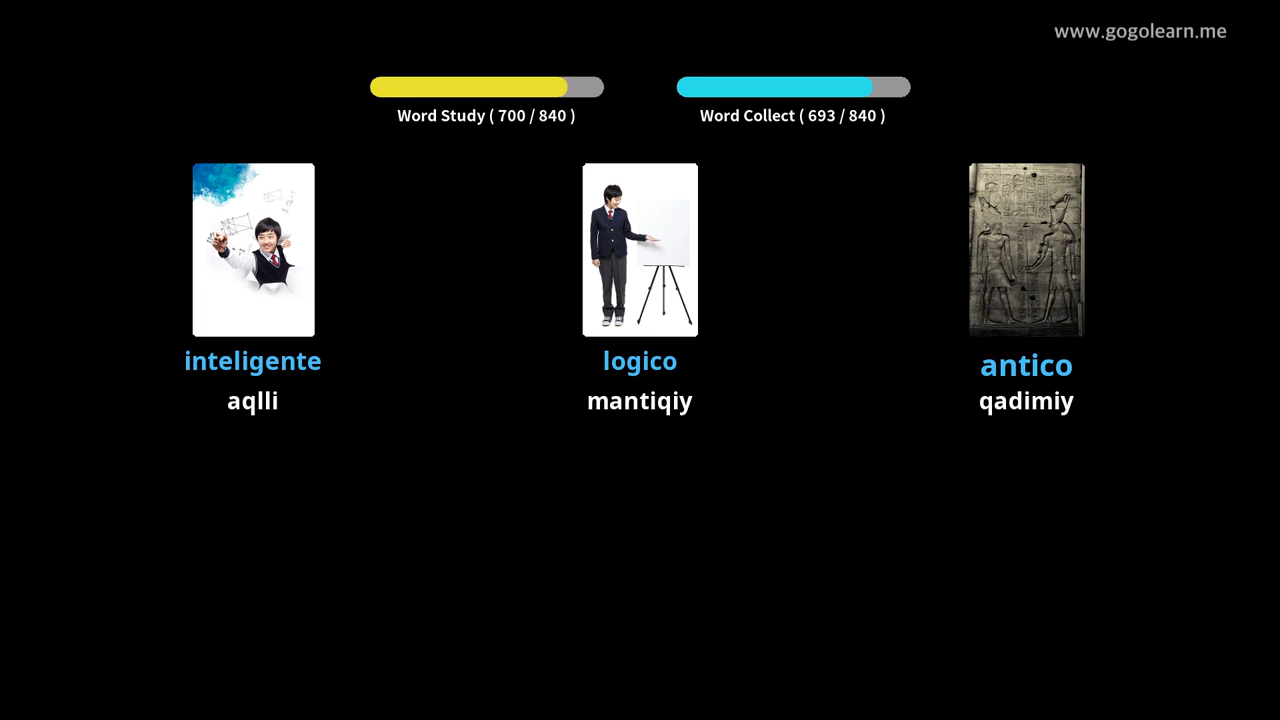 www.gogolearn.me
Word Study ( 700 / 840 )
Word Collect ( 693 / 840 )
inteligente
aqlli
logico
mantiqiy
antico
qadimiy